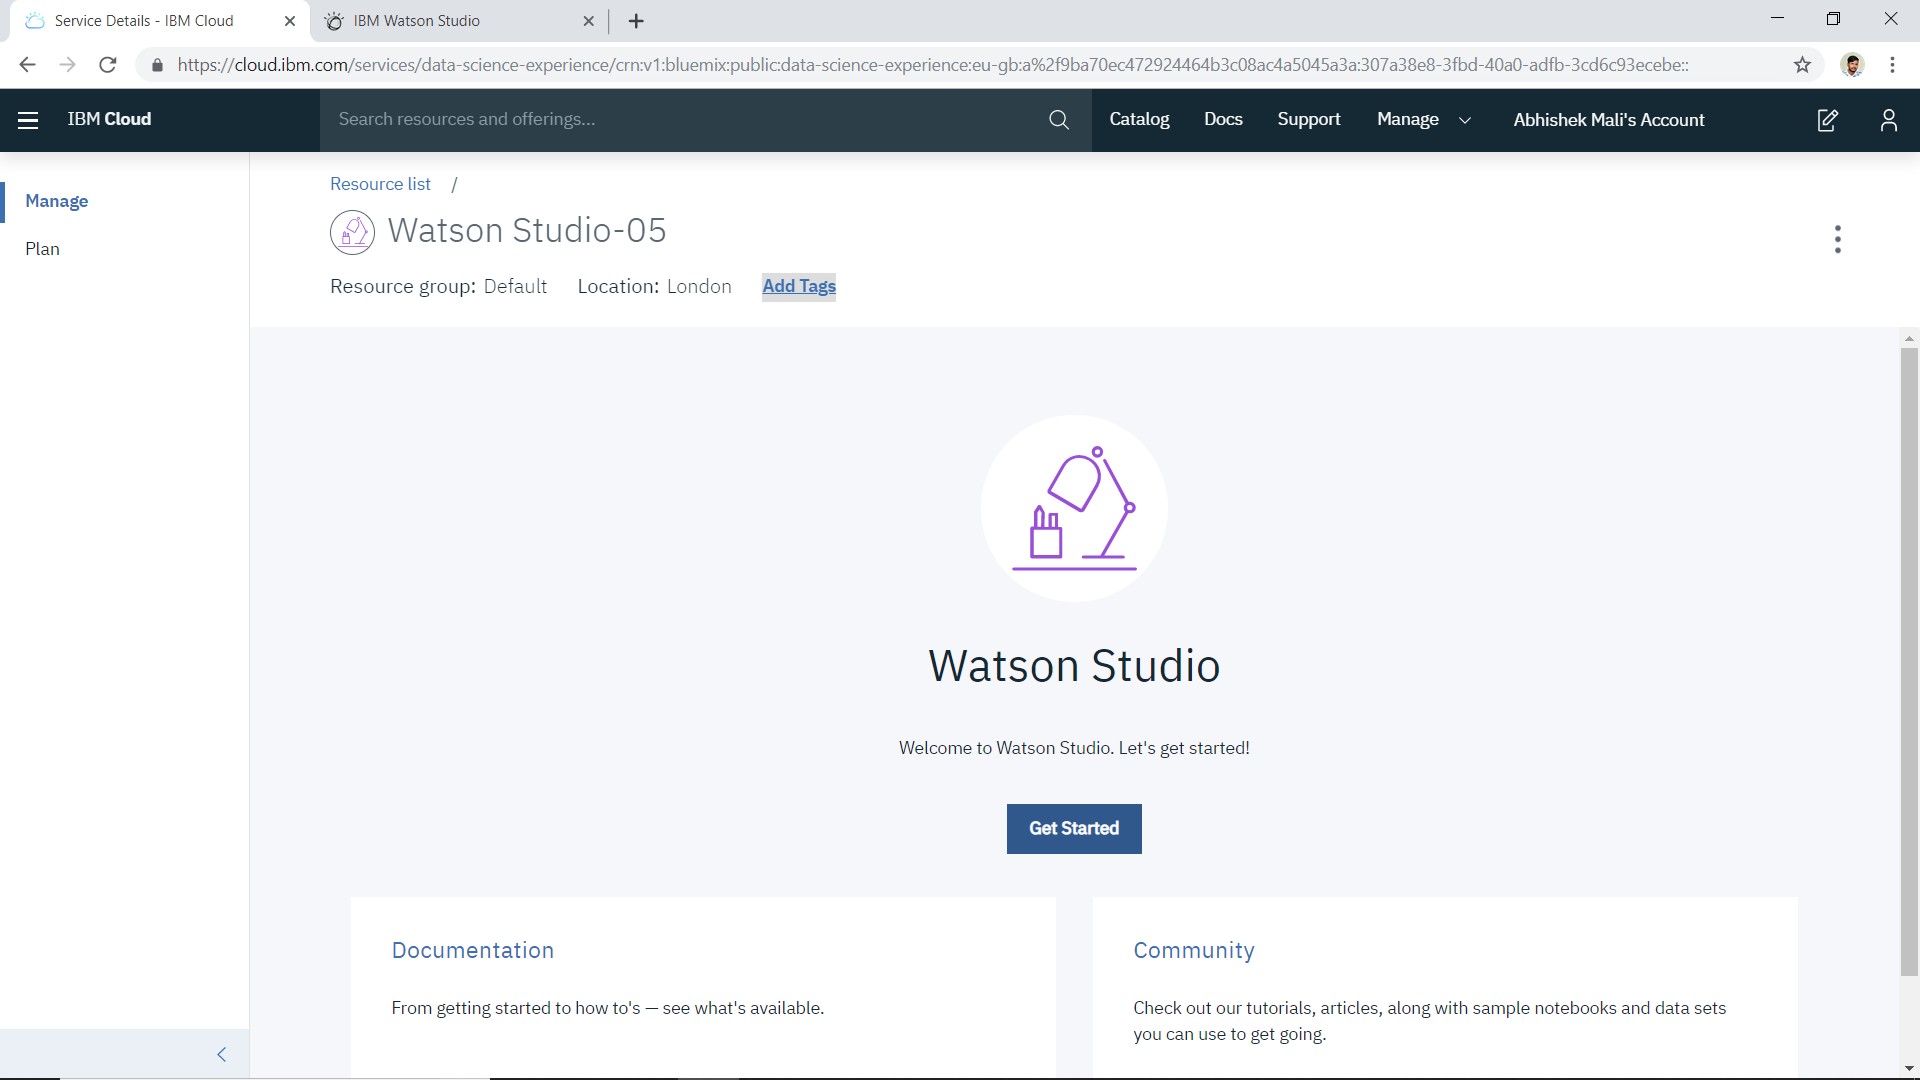 Service Details - IBM Cloud
IBM Watson Studio
https://cloud.ibm.com/services/data-science-experience/crn:v1:bluemix:public:data-science-experience:eu-gb:a%2f9ba70ec472924464b3c08ac4a5045a3a:307a38e8-3fbd-40a0-adfb-3cd6c93ecebe::
IBM Cloud
Search resources and offerings...
Catalog
Docs
Support
Manage
Abhishek Mali's Account
Manage
Plan
Resource list /
Watson Studio-05
Resource group: Default Location: London Add Tags
Watson Studio
Welcome to Watson Studio. Let's get started!
Get Started
Documentation
From getting started to how to's — see what's available.
Community
Check out our tutorials, articles, along with sample notebooks and data sets
you can use to get going.